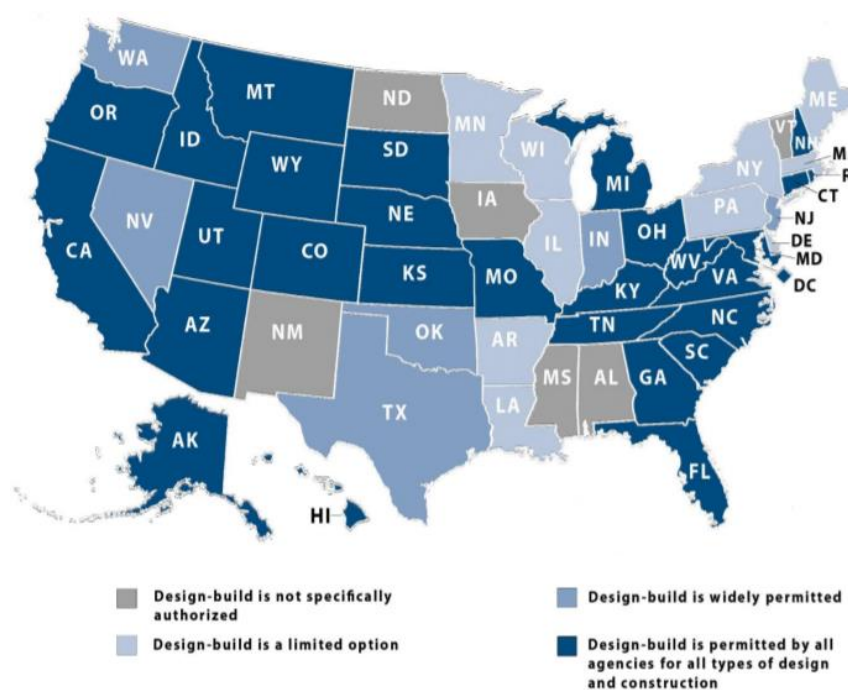 WA
MT
ND
OR
ID
MN
ME
VT
NH
SD
WI
WY
NY
M
R
MI
IA
NE
PA
CT
NV
NJ
UT
IL
IN
OH
DE
CA
CO
MD
WV
KS
MO
VA
KY
DC
NC
TN
AZ
OK
NM
AR
SC
MS
AL
GA
TX
LA
AK
FL
HI
Design-build is not specifically
authorized
Design-build is a limited option
Design-build is widely permitted
Design-build is permitted by all
agencies for all types of design
and construction